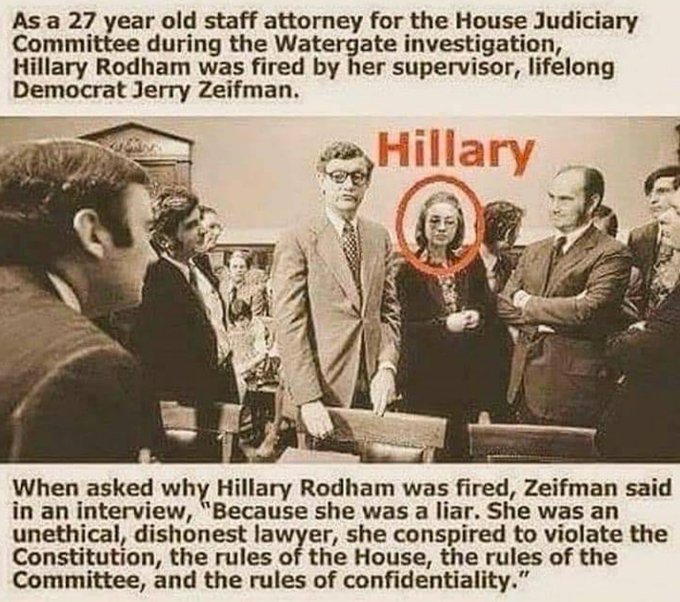 As a 27 year old staff attorney for the House Judiciary
Committee during the Watergate investigation,
Hillary Rodham was fired by her supervisor, lifelong
Democrat Jerry Zeifman.
Hillary
When asked why Hillary Rodham was fired, Zeifman said
in an interview, "Because she was a liar. She was an
unethical, dishonest lawyer, she conspired to violate the
Constitution, the rules of the House, the rules of the
Committee, and the rules of confidentiality."